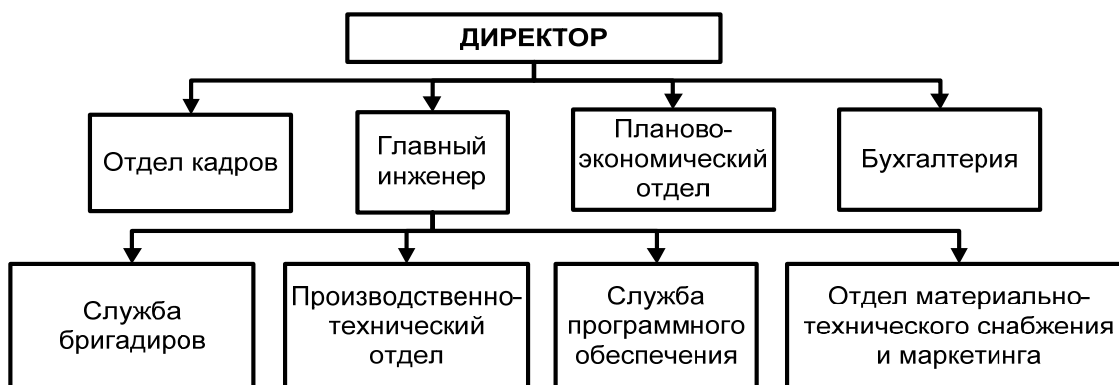 ДИРЕКТОР
Отдел кадров
Главный
инженер
Планово-
экономический
отдел
Бухгалтерия
Служба
бригадиров
Производственно-
технический
отдел
Служба
программного
обеспечения
Отдел материально-
технического снабжения
и маркетинга